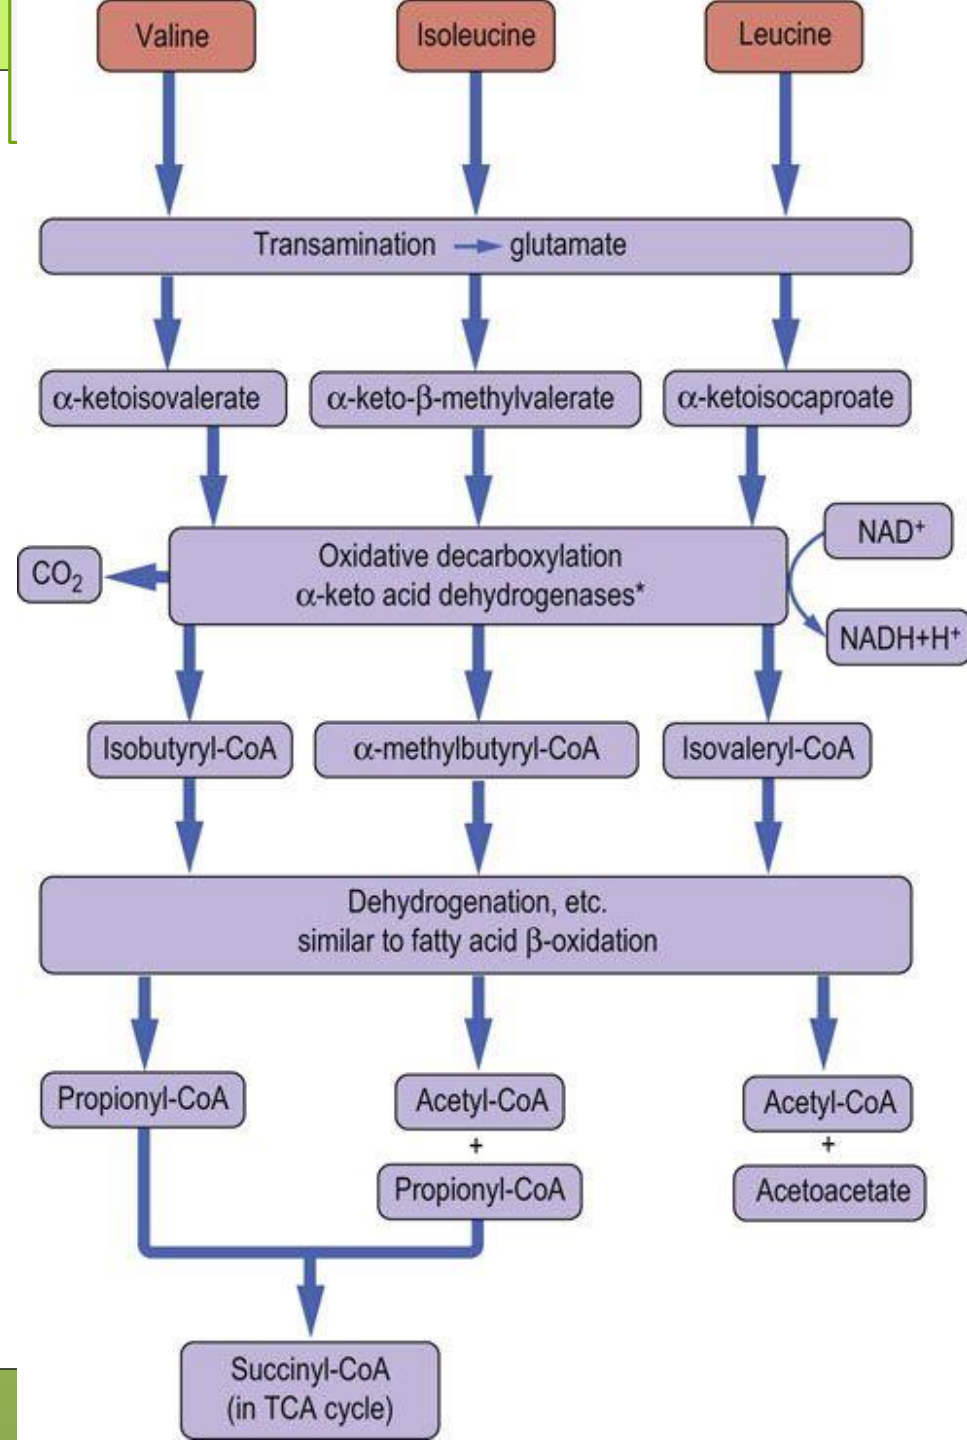 Valine
Isoleucine
Leucine
Transamination → glutamate
α-ketoisovalerate
α-keto-β-methylvalerate
α-ketoisocaproate
NAD⁺
Oxidative decarboxylation
α-keto acid dehydrogenases*
CO₂
NADH+H⁺
Isobutyryl-CoA
α-methylbutyryl-CoA
Isovaleryl-CoA
Dehydrogenation, etc.
similar to fatty acid β-oxidation
Propionyl-CoA
Acetyl-CoA
+
Propionyl-CoA
Acetyl-CoA
+
Acetoacetate
Succinyl-CoA
(in TCA cycle)